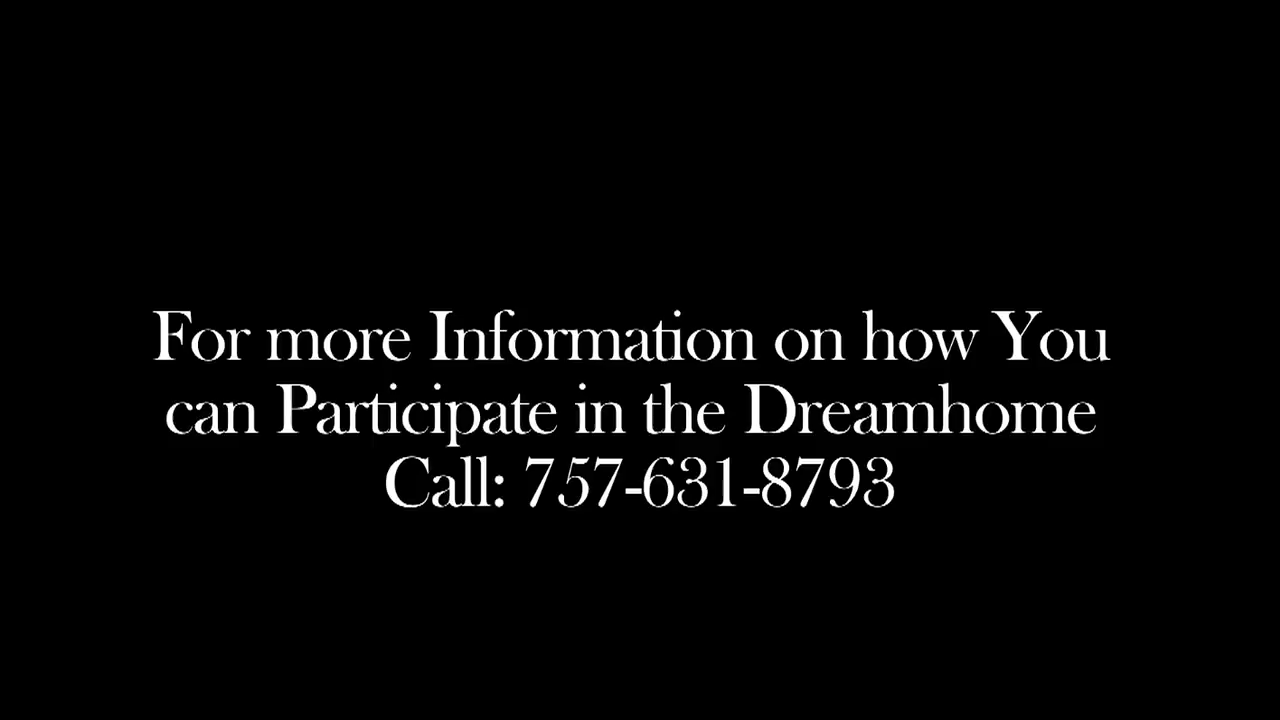 For more Information on how You
can Participate in the Dreamhome
Call: 757-631-8793